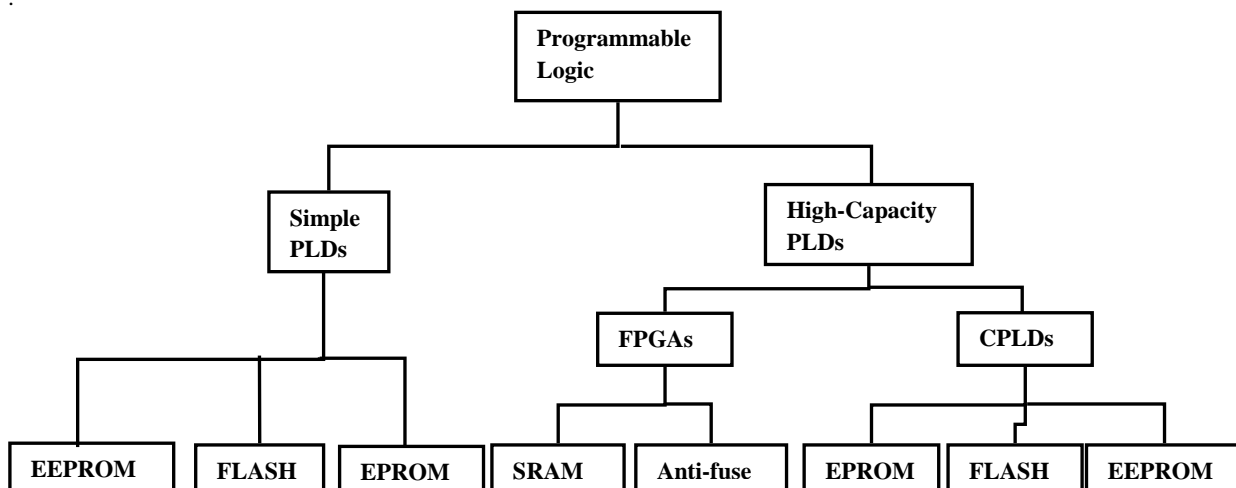 .
Programmable
Logic
Simple
PLDs
High-Capacity
PLDs
FPGAs
CPLDs
EEPROM
FLASH
EPROM
SRAM
Anti-fuse
EPROM
FLASH
EEPROM